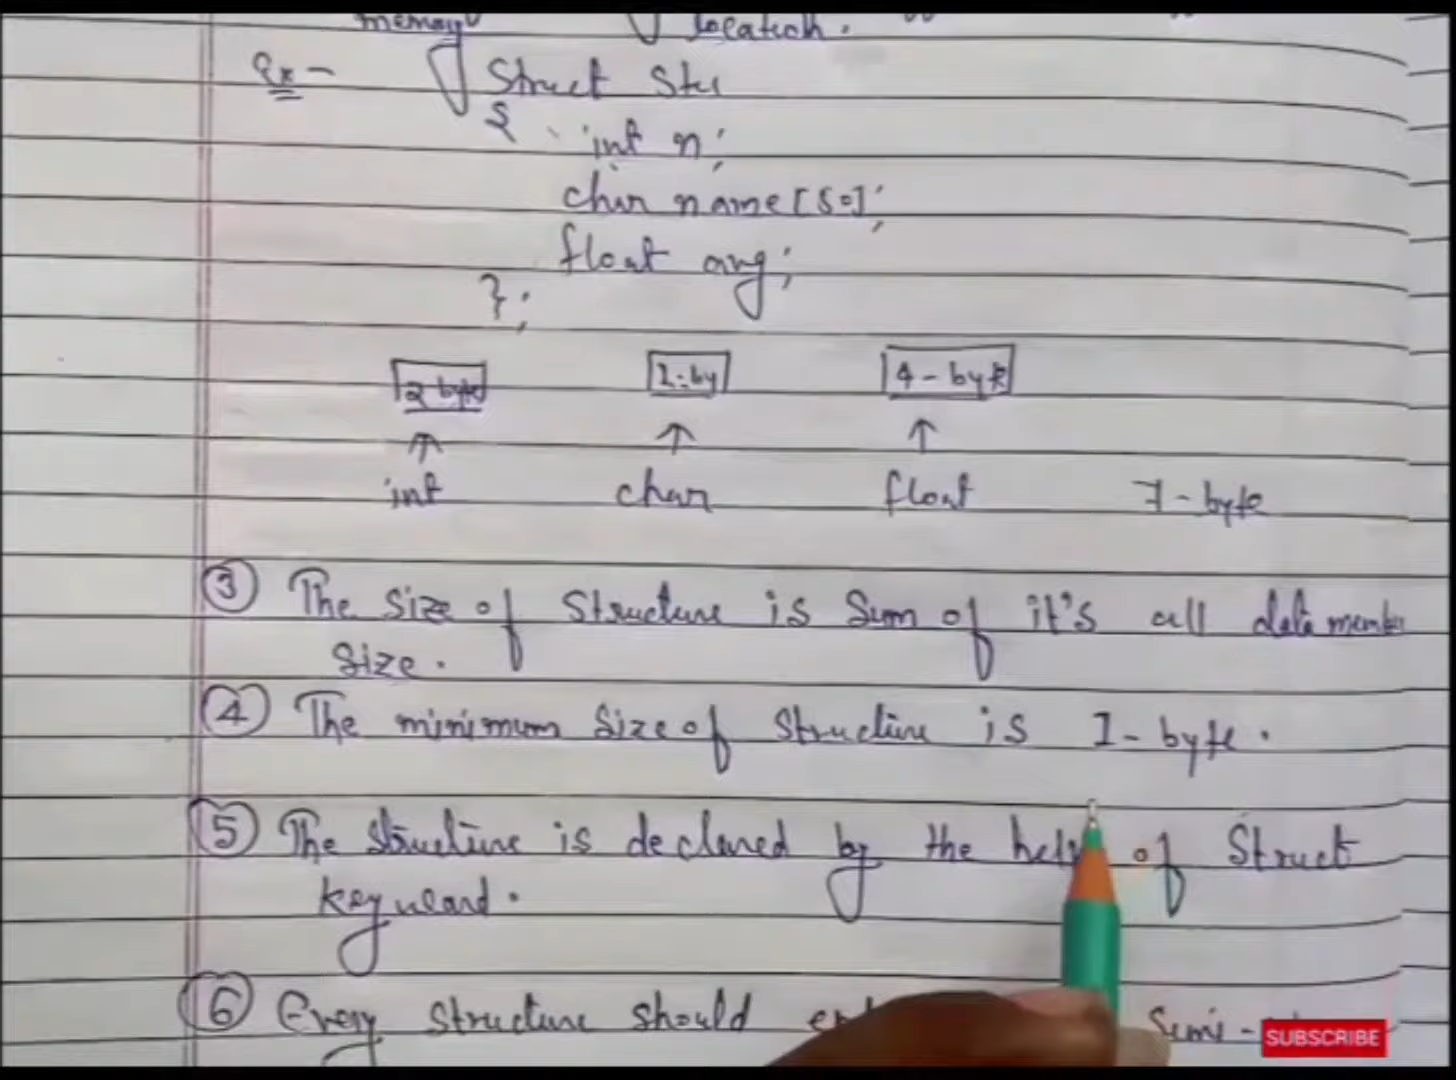 memory location.
Ex- Struct Stu
{ int n;
char name[50];
float avg;
};
2 byte 1-by 4-byte
↑ ↑ ↑
int char float 7-byte
③ The Size of Structure is Sum of it's all data member
Size.
④ The minimum Size of Structure is 1-byte.
⑤ The Structure is declared by the help of Struct
keyword.
⑥ Every Structure should Semi-
SUBSCRIBE